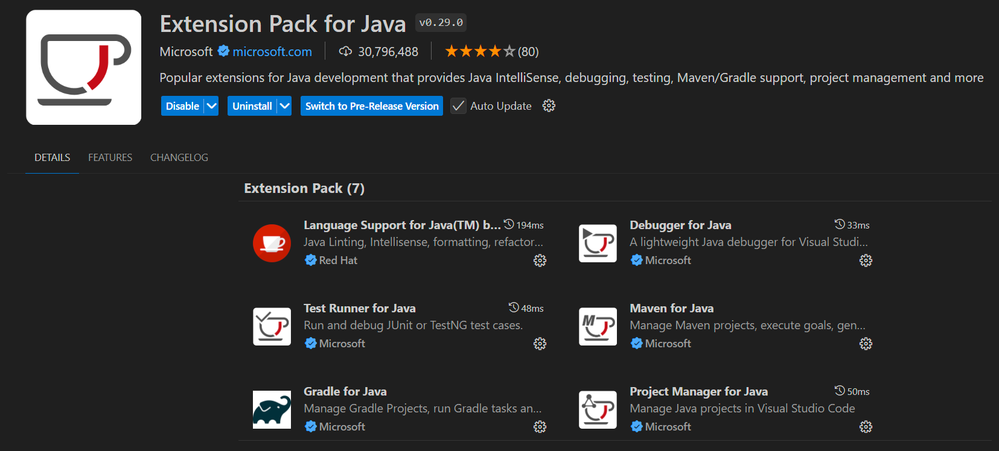 Extension Pack for Java v0.29.0
Microsoft microsoft.com 30,796,488 (80)
Popular extensions for Java development that provides Java IntelliSense, debugging, testing, Maven/Gradle support, project management and more
Disable Uninstall Switch to Pre-Release Version Auto Update
DETAILS FEATURES CHANGELOG
Extension Pack (7)
Language Support for Java(TM) b... 194ms
Java Linting, Intellisense, formatting, refactor...
Red Hat
Debugger for Java 33ms
A lightweight Java debugger for Visual Studi...
Microsoft
Test Runner for Java 48ms
Run and debug JUnit or TestNG test cases.
Microsoft
M
Maven for Java
Manage Maven projects, execute goals, gen...
Microsoft
Gradle for Java
Manage Gradle Projects, run Gradle tasks an...
Microsoft
Project Manager for Java 50ms
Manage Java projects in Visual Studio Code
Microsoft